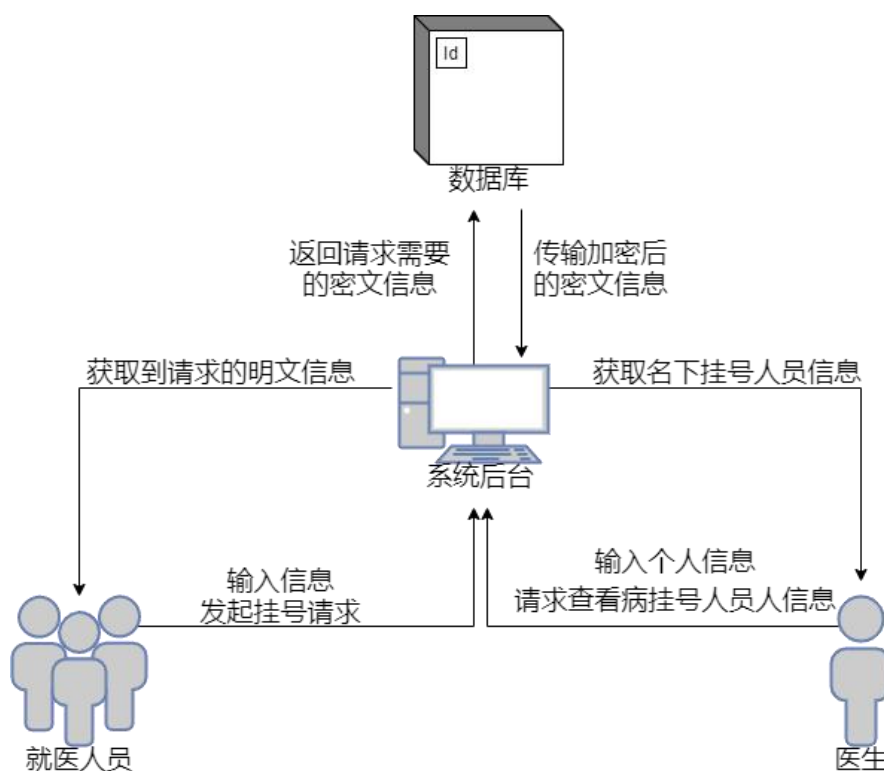 Id
数据库
返回请求需要
的密文信息
传输加密后
的密文信息
获取到请求的明文信息
获取名下挂号人员信息
系统后台
输入信息
发起挂号请求
输入个人信息
请求查看病挂号人员人信息
就医人员
医生